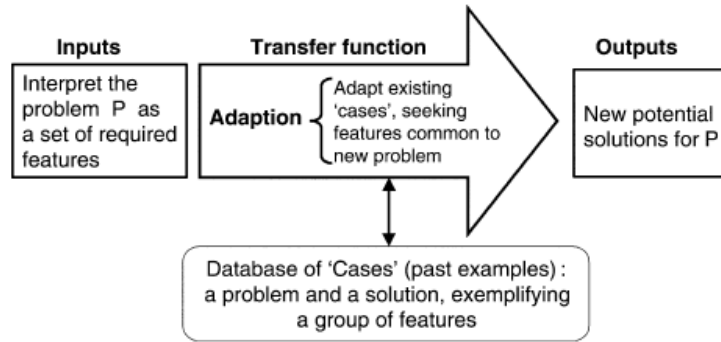 Inputs
Transfer function
Outputs
Interpret the
problem P as
a set of required
features
Adaption
Adapt existing
‘cases’, seeking
features common to
new problem
New potential
solutions for P
Database of ‘Cases’ (past examples) :
a problem and a solution, exemplifying
a group of features